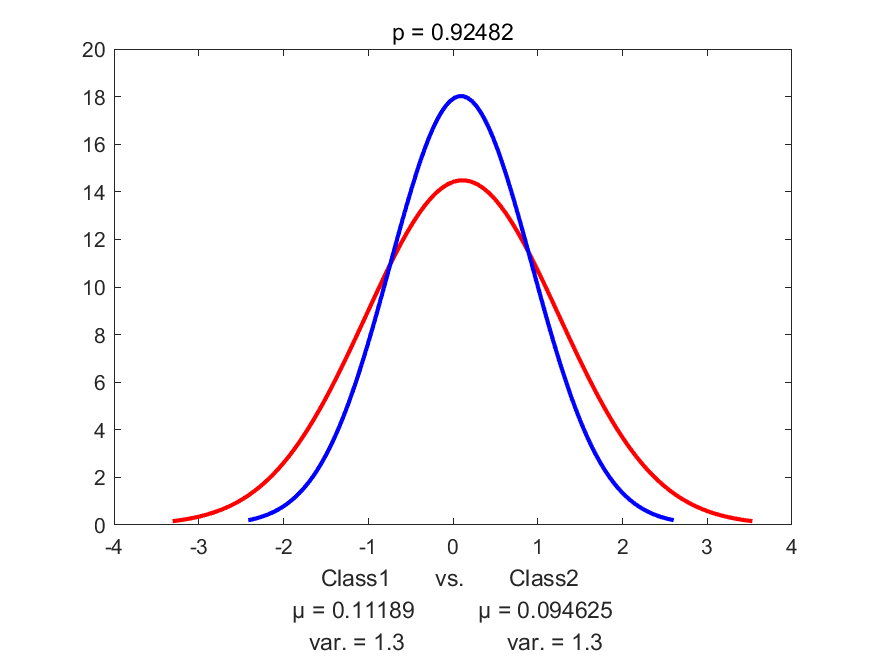 p = 0.92482
20
18
16
14
12
10
8
6
4
2
0
-4 -3 -2 -1 0 1 2 3 4
Class1 vs. Class2
μ = 0.11189 μ = 0.094625
var. = 1.3 var. = 1.3